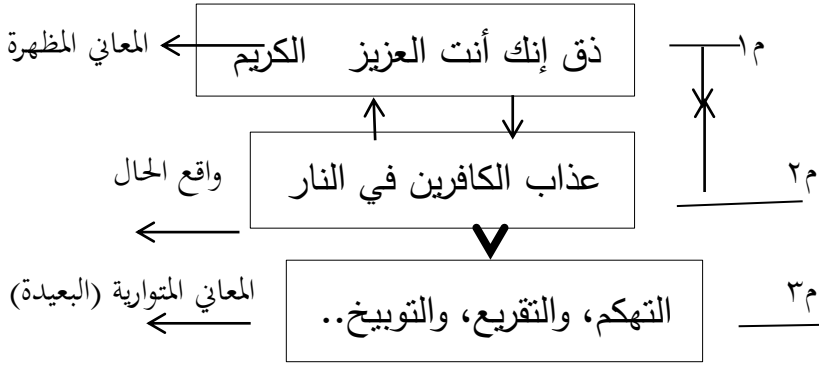 م١ ذق إنك أنت العزيز الكريم المعاني المظهرة
م٢ عذاب الكافرين في النار واقع الحال
م٣ التهكم، والتقريع، والتوبيخ.. المعاني المتوارية (البعيدة)